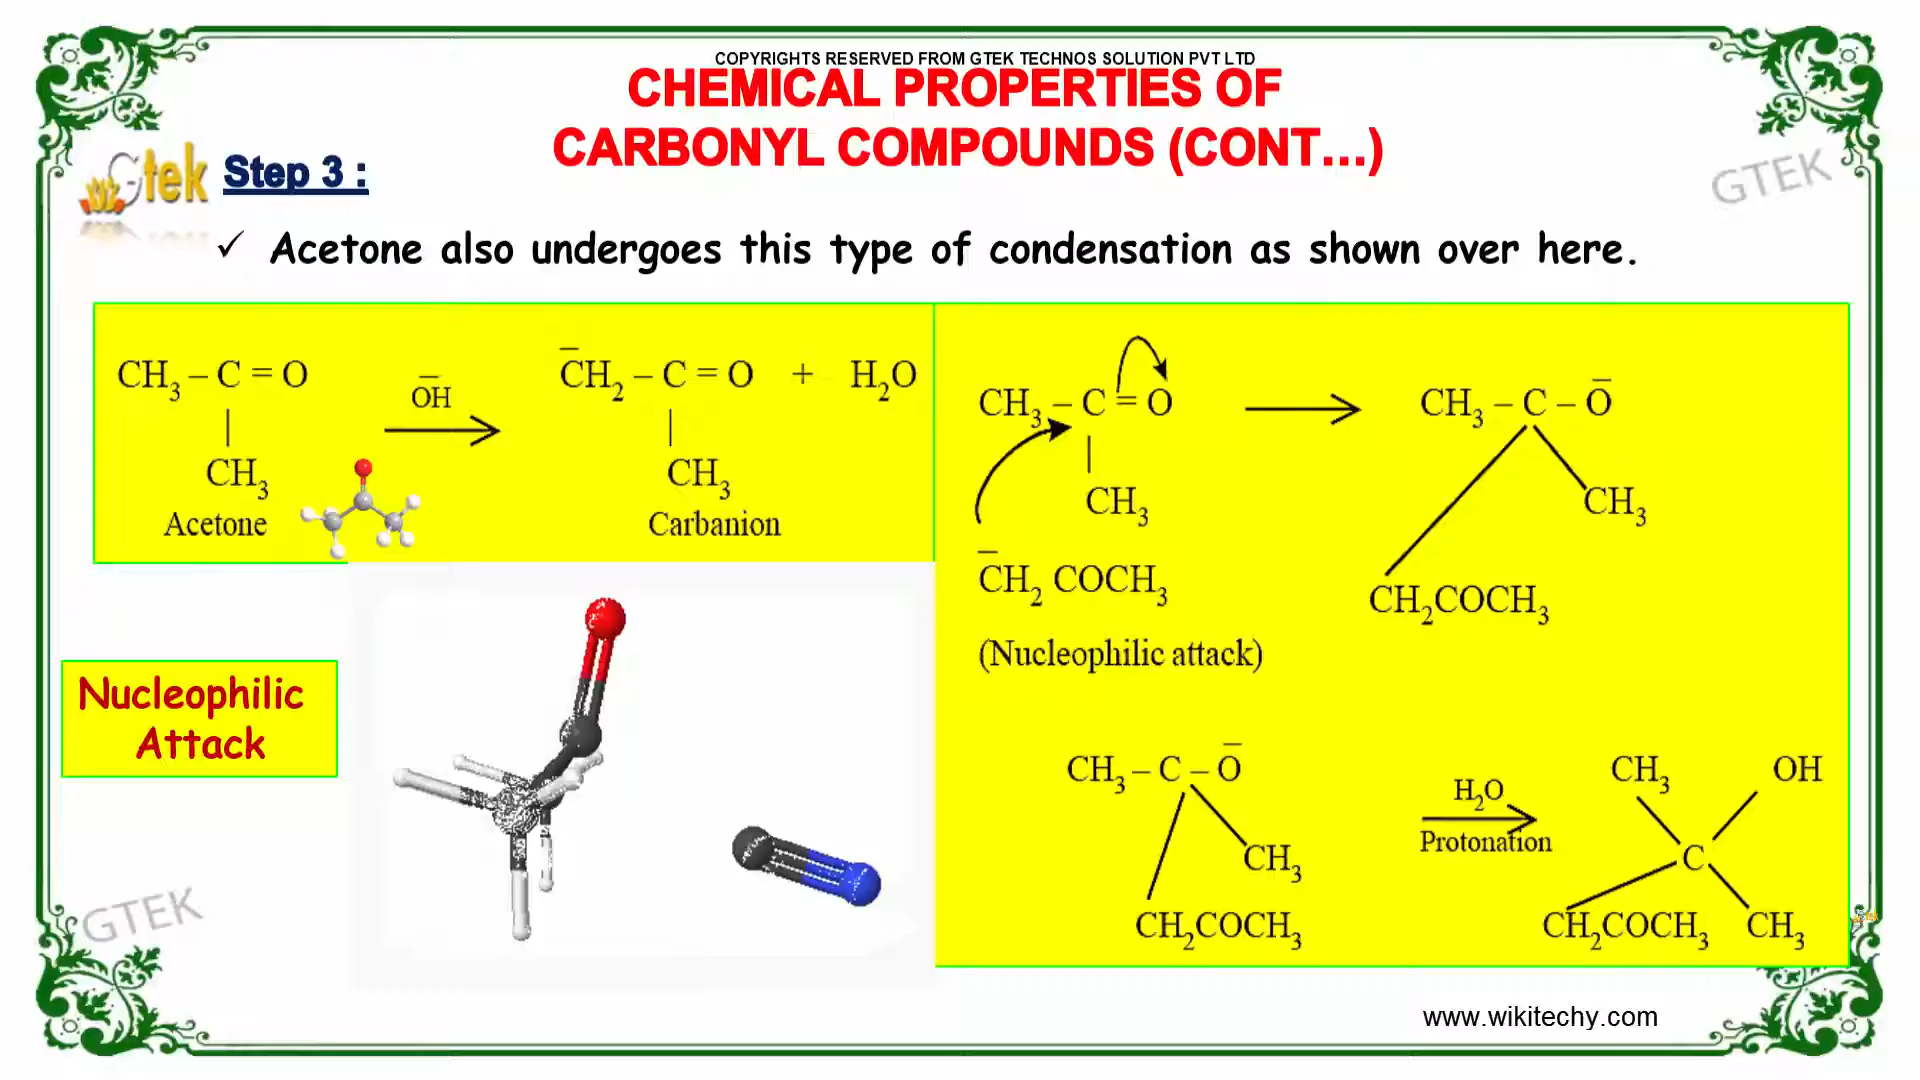 COPYRIGHTS RESERVED FROM GTEK TECHNOS SOLUTION PVT LTD
CHEMICAL PROPERTIES OF
CARBONYL COMPOUNDS (CONT...)
Gtek
Step 3 :
GTEK
✓ Acetone also undergoes this type of condensation as shown over here.
CH₃ – C = O
|
CH₃
Acetone
O̅H
C̅H₂ – C = O + H₂O
|
CH₃
Carbanion
CH₃ – C = O
|
CH₃
C̅H₂ COCH₃
(Nucleophilic attack)
CH₃ – C – O̅
CH₃
CH₂COCH₃
Nucleophilic
Attack
CH₃ – C – O̅
CH₃
CH₂COCH₃
H₂O
Protonation
CH₃ OH
C
CH₂COCH₃ CH₃
GTEK
www.wikitechy.com